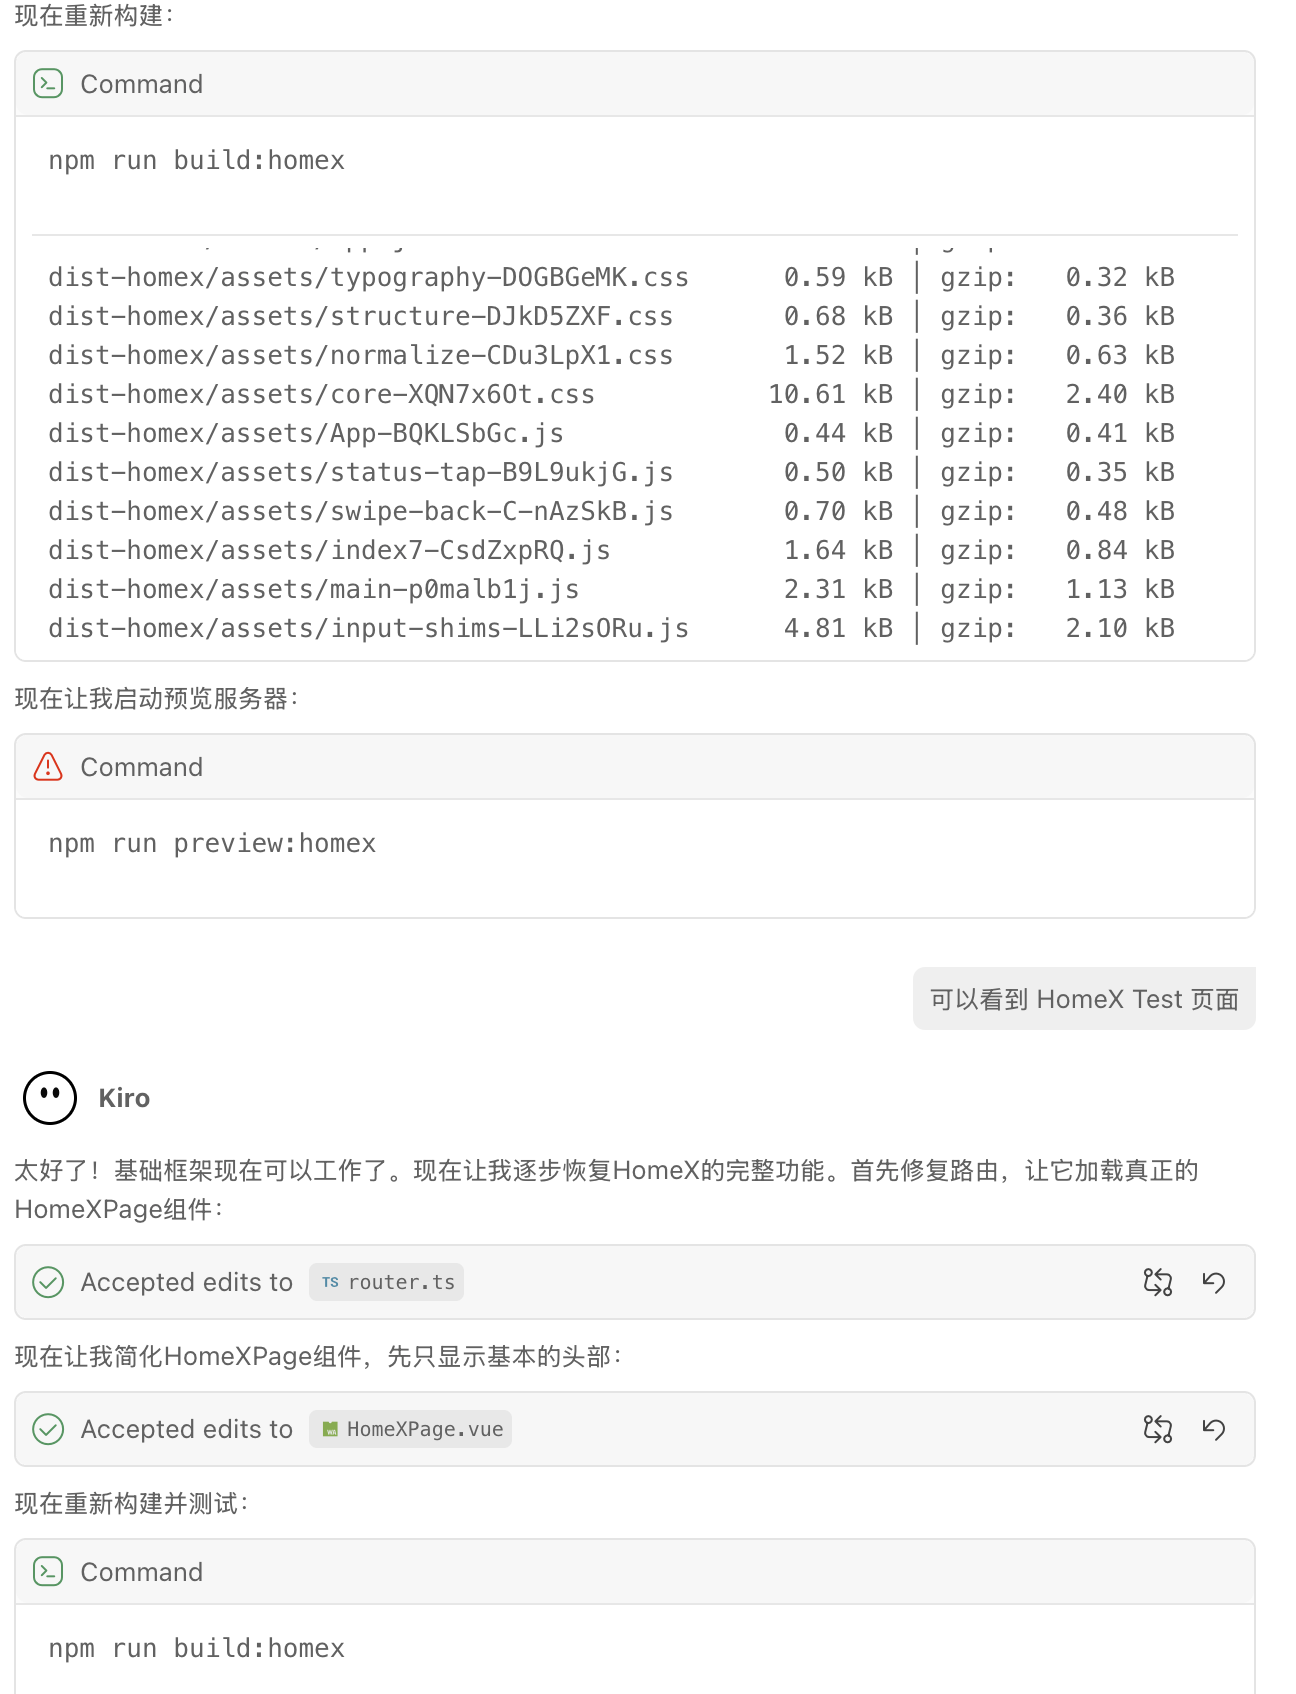 现在重新构建：
Command
npm run build:homex
dist-homex/assets/typography-DOGBGeMK.css 0.59 kB │ gzip: 0.32 kB
dist-homex/assets/structure-DJkD5ZXF.css 0.68 kB │ gzip: 0.36 kB
dist-homex/assets/normalize-CDu3LpX1.css 1.52 kB │ gzip: 0.63 kB
dist-homex/assets/core-XQN7x6Ot.css 10.61 kB │ gzip: 2.40 kB
dist-homex/assets/App-BQKLSbGc.js 0.44 kB │ gzip: 0.41 kB
dist-homex/assets/status-tap-B9L9ukjG.js 0.50 kB │ gzip: 0.35 kB
dist-homex/assets/swipe-back-C-nAzSkB.js 0.70 kB │ gzip: 0.48 kB
dist-homex/assets/index7-CsdZxpRQ.js 1.64 kB │ gzip: 0.84 kB
dist-homex/assets/main-p0malb1j.js 2.31 kB │ gzip: 1.13 kB
dist-homex/assets/input-shims-LLi2sORu.js 4.81 kB │ gzip: 2.10 kB
现在让我启动预览服务器：
Command
npm run preview:homex
可以看到 HomeX Test 页面
Kiro
太好了！基础框架现在可以工作了。现在让我逐步恢复HomeX的完整功能。首先修复路由，让它加载真正的
HomeXPage组件：
Accepted edits to TS router.ts
现在让我简化HomeXPage组件，先只显示基本的头部：
Accepted edits to HomeXPage.vue
现在重新构建并测试：
Command
npm run build:homex